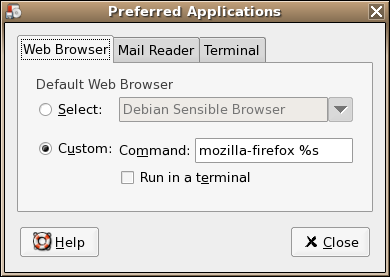 Preferred Applications
Web Browser Mail Reader Terminal
Default Web Browser
Select: Debian Sensible Browser
Custom: Command: mozilla-firefox %s
Run in a terminal
Help Close